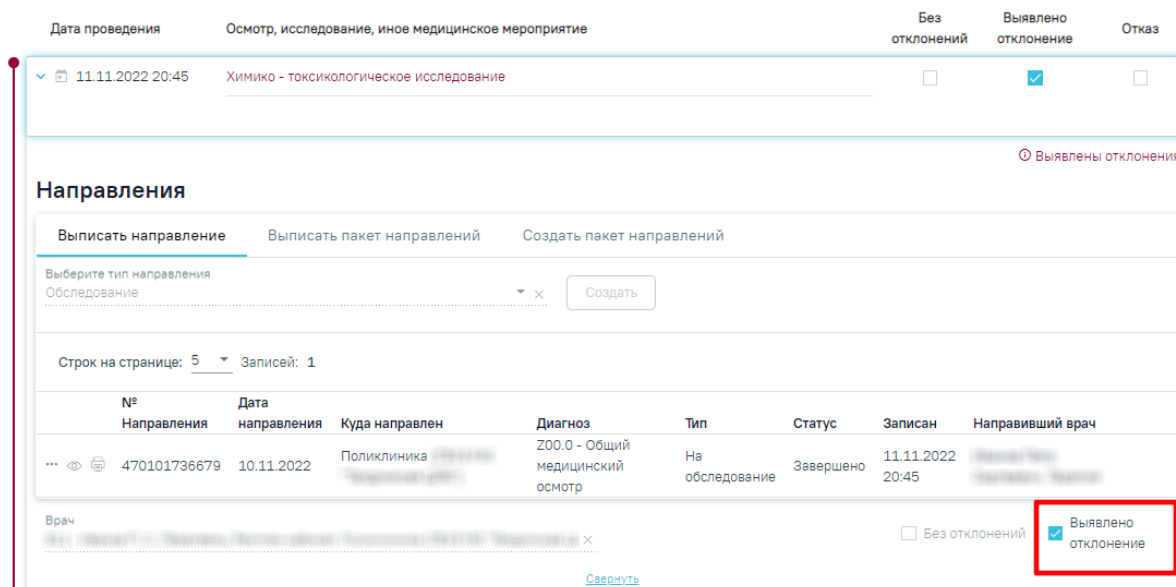 Дата проведения
Осмотр, исследование, иное медицинское мероприятие
Без
отклонений
Выявлено
отклонение
Отказ
11.11.2022 20:45
Химико - токсикологическое исследование
Выявлены отклонения
Направления
Выписать направление
Выписать пакет направлений
Создать пакет направлений
Выберите тип направления
Обследование
Создать
Строк на странице: 5
Записей: 1
№
Направления
Дата
направления
Куда направлен
Диагноз
Тип
Статус
Записан
Направивший врач
470101736679
10.11.2022
Поликлиника
Z00.0 - Общий
медицинский
осмотр
На
обследование
Завершено
11.11.2022
20:45
Врач
Без отклонений
Выявлено
отклонение
Свернуть